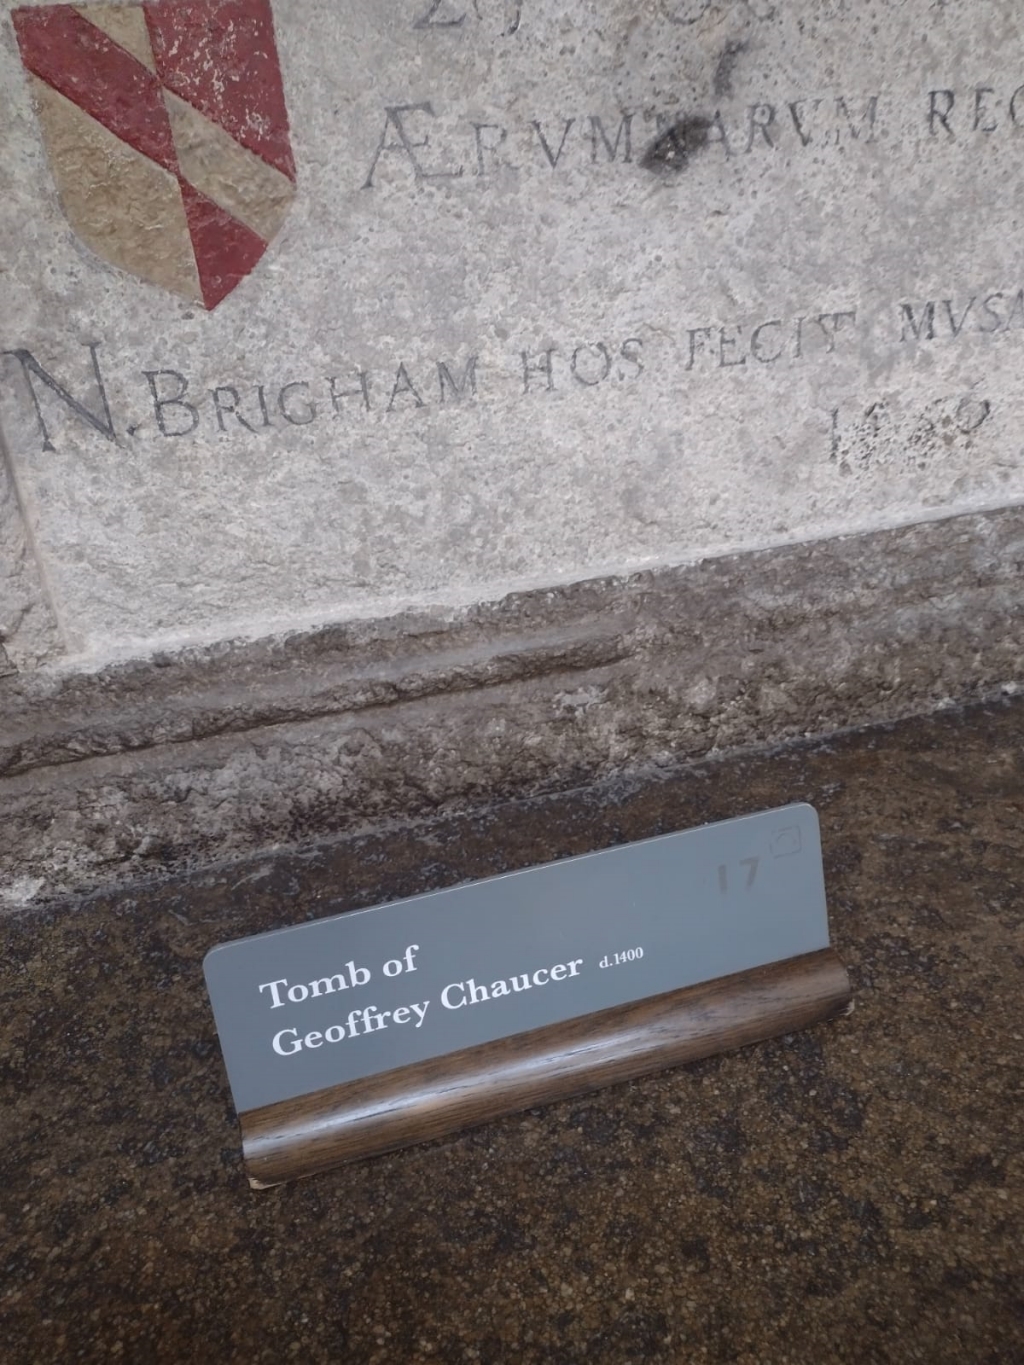 ÆRVMNARVM REQ
N. BRIGHAM HOS FECIT MVSA
17
Tomb of
Geoffrey Chaucer d.1400